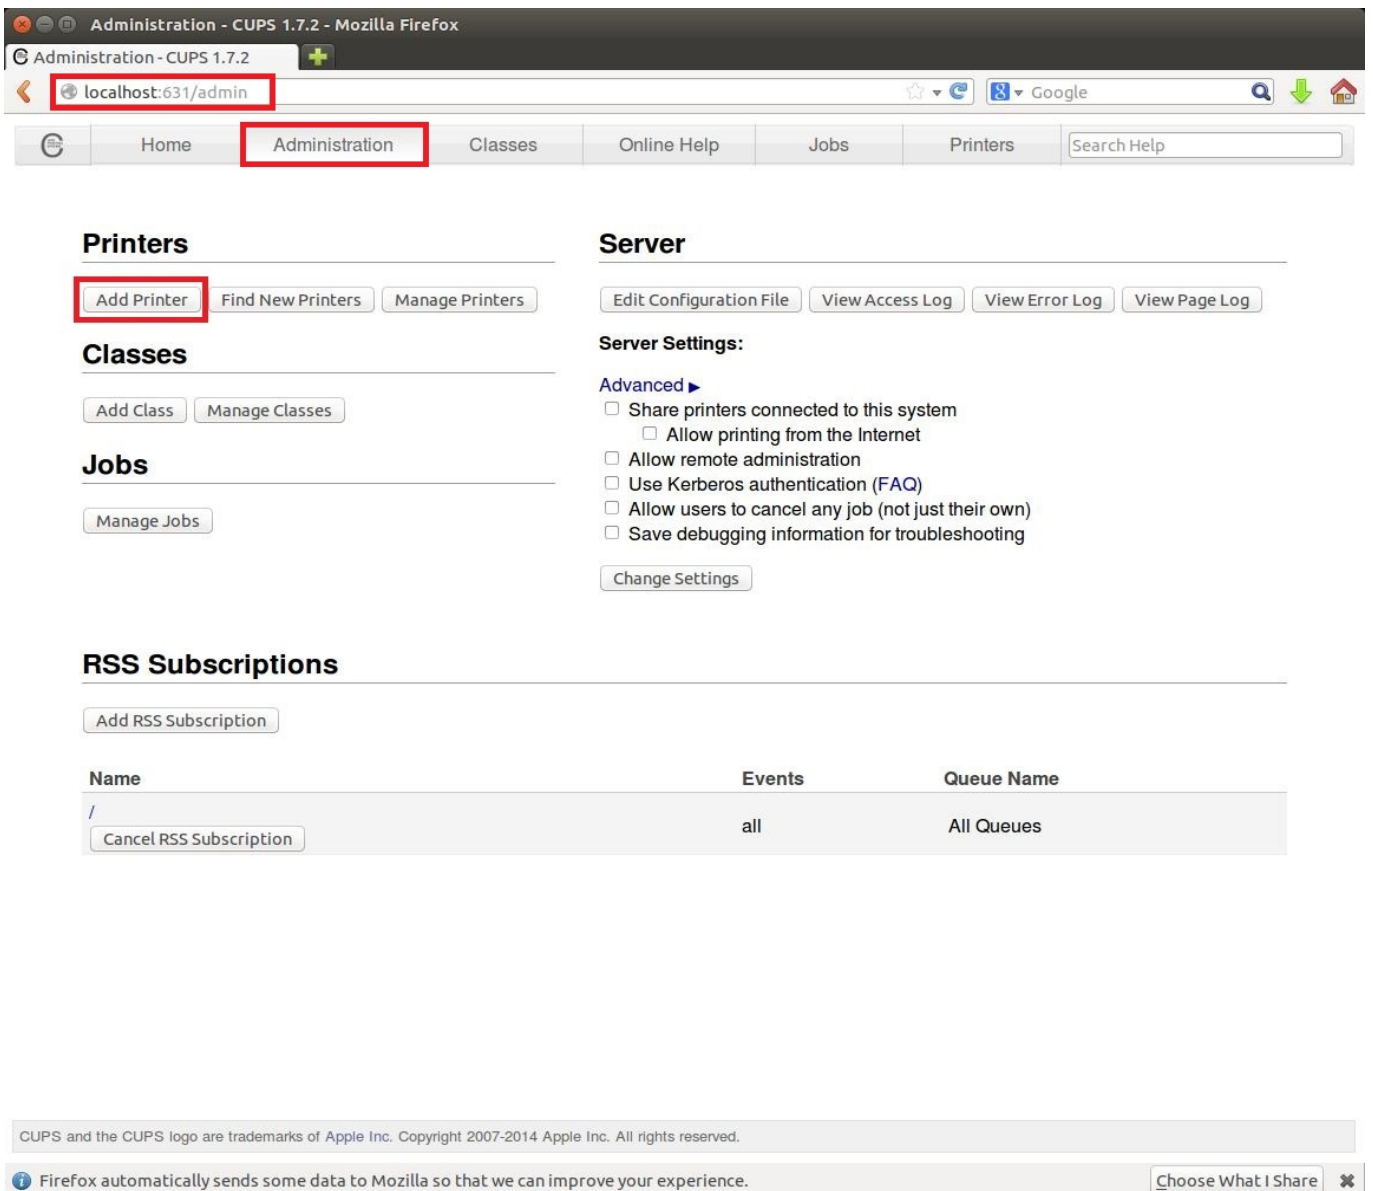 Administration - CUPS 1.7.2 - Mozilla Firefox
Administration - CUPS 1.7.2
localhost:631/admin
Google
Home Administration Classes Online Help Jobs Printers Search Help
Printers
Add Printer Find New Printers Manage Printers
Classes
Add Class Manage Classes
Jobs
Manage Jobs
Server
Edit Configuration File View Access Log View Error Log View Page Log
Server Settings:
Advanced ▶
Share printers connected to this system
Allow printing from the Internet
Allow remote administration
Use Kerberos authentication (FAQ)
Allow users to cancel any job (not just their own)
Save debugging information for troubleshooting
Change Settings
RSS Subscriptions
Add RSS Subscription
Name Events Queue Name
/
Cancel RSS Subscription
all All Queues
CUPS and the CUPS logo are trademarks of Apple Inc. Copyright 2007-2014 Apple Inc. All rights reserved.
Firefox automatically sends some data to Mozilla so that we can improve your experience. Choose What I Share